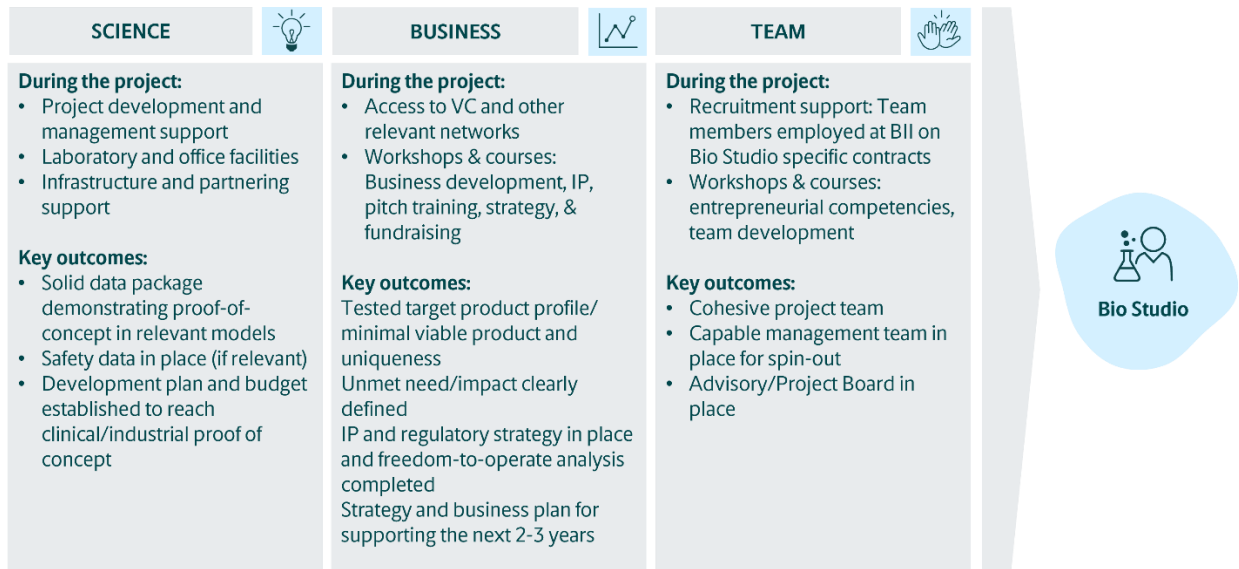 SCIENCE
During the project:
• Project development and
management support
• Laboratory and office facilities
• Infrastructure and partnering
support
Key outcomes:
• Solid data package
demonstrating proof-of-
concept in relevant models
• Safety data in place (if relevant)
• Development plan and budget
established to reach
clinical/industrial proof of
concept
BUSINESS
During the project:
• Access to VC and other
relevant networks
• Workshops & courses:
Business development, IP,
pitch training, strategy, &
fundraising
Key outcomes:
Tested target product profile/
minimal viable product and
uniqueness
Unmet need/impact clearly
defined
IP and regulatory strategy in place
and freedom-to-operate analysis
completed
Strategy and business plan for
supporting the next 2-3 years
TEAM
During the project:
• Recruitment support: Team
members employed at BII on
Bio Studio specific contracts
• Workshops & courses:
entrepreneurial competencies,
team development
Key outcomes:
• Cohesive project team
• Capable management team in
place for spin-out
• Advisory/Project Board in
place
Bio Studio